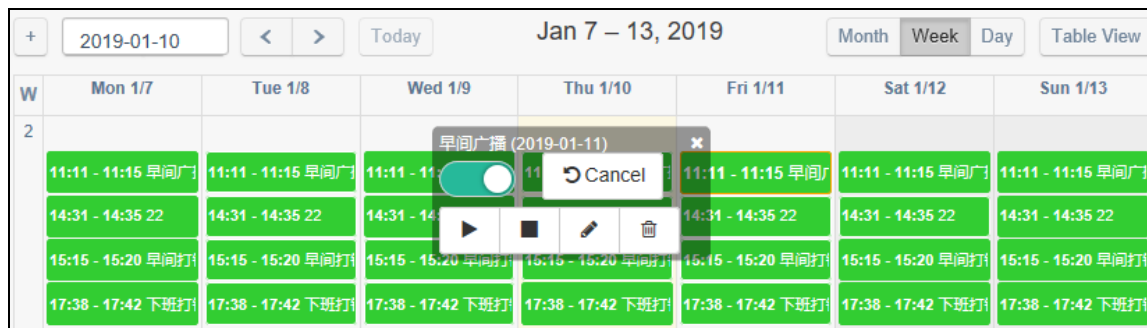 + 2019-01-10 < > Today Jan 7 – 13, 2019 Month Week Day Table View
W Mon 1/7 Tue 1/8 Wed 1/9 Thu 1/10 Fri 1/11 Sat 1/12 Sun 1/13
2
早间广播 (2019-01-11) ×
Cancel
11:11 - 11:15 早间广 11:11 - 11:15 早间广 11:11 - 11: 11 11:11 - 11:15 早间广 11:11 - 11:15 早间广 11:11 - 11:15 早间广
14:31 - 14:35 22 14:31 - 14:35 22 14:31 - 14: 14:31 - 14:35 22 14:31 - 14:35 22 14:31 - 14:35 22
15:15 - 15:20 早间打 15:15 - 15:20 早间打 15:15 - 15:20 早间打 15:15 - 15:20 早间打 15:15 - 15:20 早间打 15:15 - 15:20 早间打 15:15 - 15:20 早间打
17:38 - 17:42 下班打 17:38 - 17:42 下班打 17:38 - 17:42 下班打 17:38 - 17:42 下班打 17:38 - 17:42 下班打 17:38 - 17:42 下班打 17:38 - 17:42 下班打